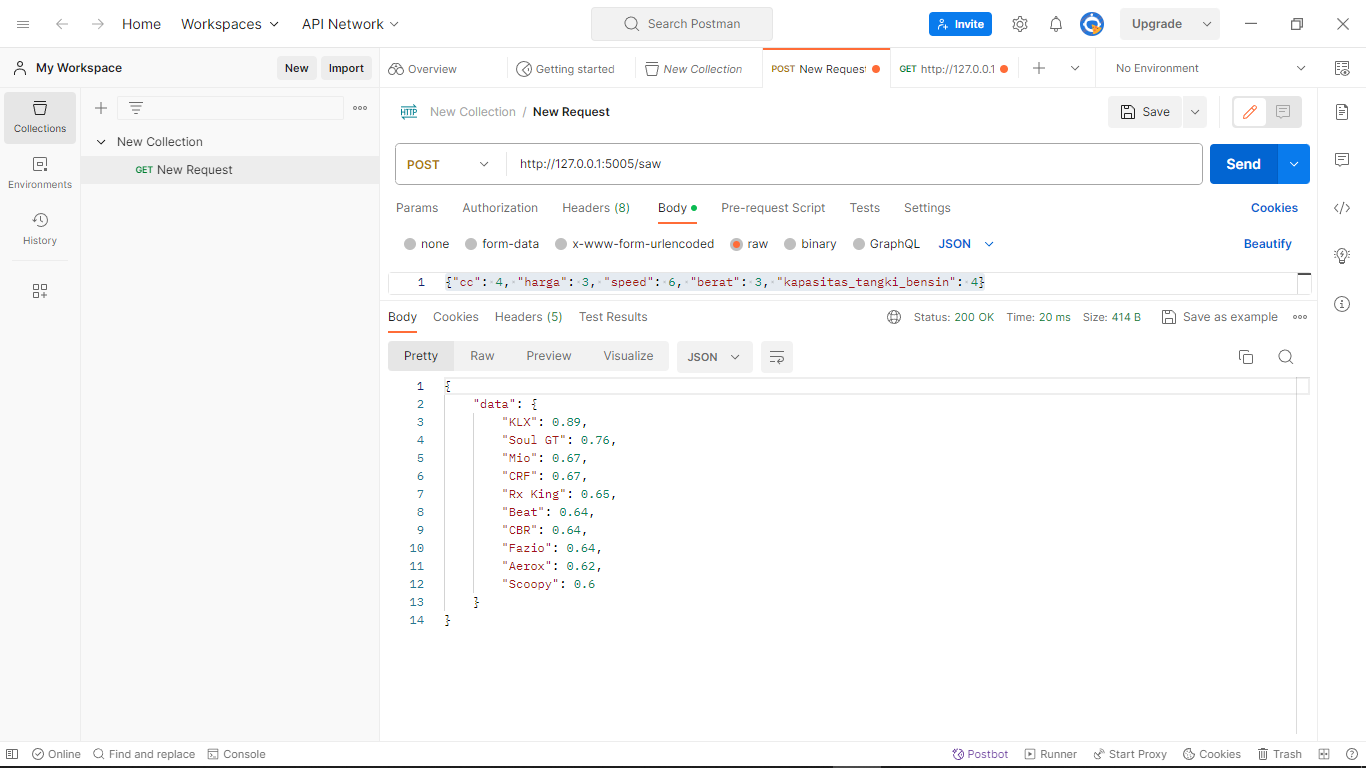 Home Workspaces API Network Search Postman Invite Upgrade
My Workspace New Import Overview Getting started New Collection POST New Request GET http://127.0.0.1 No Environment
New Collection / New Request Save
Collections
New Collection
GET New Request
Environments
History
POST http://127.0.0.1:5005/saw Send
Params Authorization Headers (8) Body Pre-request Script Tests Settings Cookies
none form-data x-www-form-urlencoded raw binary GraphQL JSON Beautify
1 {"cc": 4, "harga": 3, "speed": 6, "berat": 3, "kapasitas_tangki_bensin": 4}
Body Cookies Headers (5) Test Results Status: 200 OK Time: 20 ms Size: 414 B Save as example
Pretty Raw Preview Visualize JSON
1 {
2 "data": {
3 "KLX": 0.89,
4 "Soul GT": 0.76,
5 "Mio": 0.67,
6 "CRF": 0.67,
7 "Rx King": 0.65,
8 "Beat": 0.64,
9 "CBR": 0.64,
10 "Fazio": 0.64,
11 "Aerox": 0.62,
12 "Scoopy": 0.6
13 }
14 }
Online Find and replace Console Postbot Runner Start Proxy Cookies Trash